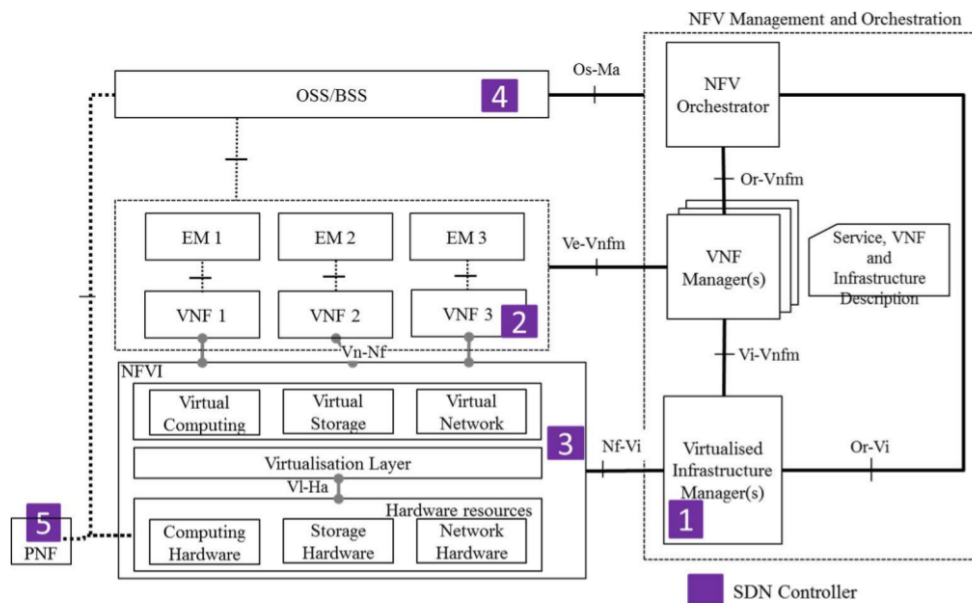 NFV Management and Orchestration
Os-Ma
OSS/BSS
4
NFV
Orchestrator
Or-Vnfm
EM 1
EM 2
EM 3
Ve-Vnfm
VNF
Manager(s)
Service, VNF
and
Infrastructure
Description
VNF 1
VNF 2
VNF 3
2
Vn-Nf
Vi-Vnfm
NFVI
Virtual
Computing
Virtual
Storage
Virtual
Network
3
Nf-Vi
Virtualised
Infrastructure
Manager(s)
1
Or-Vi
Virtualisation Layer
Vl-Ha
Hardware resources
Computing
Hardware
Storage
Hardware
Network
Hardware
5
PNF
SDN Controller